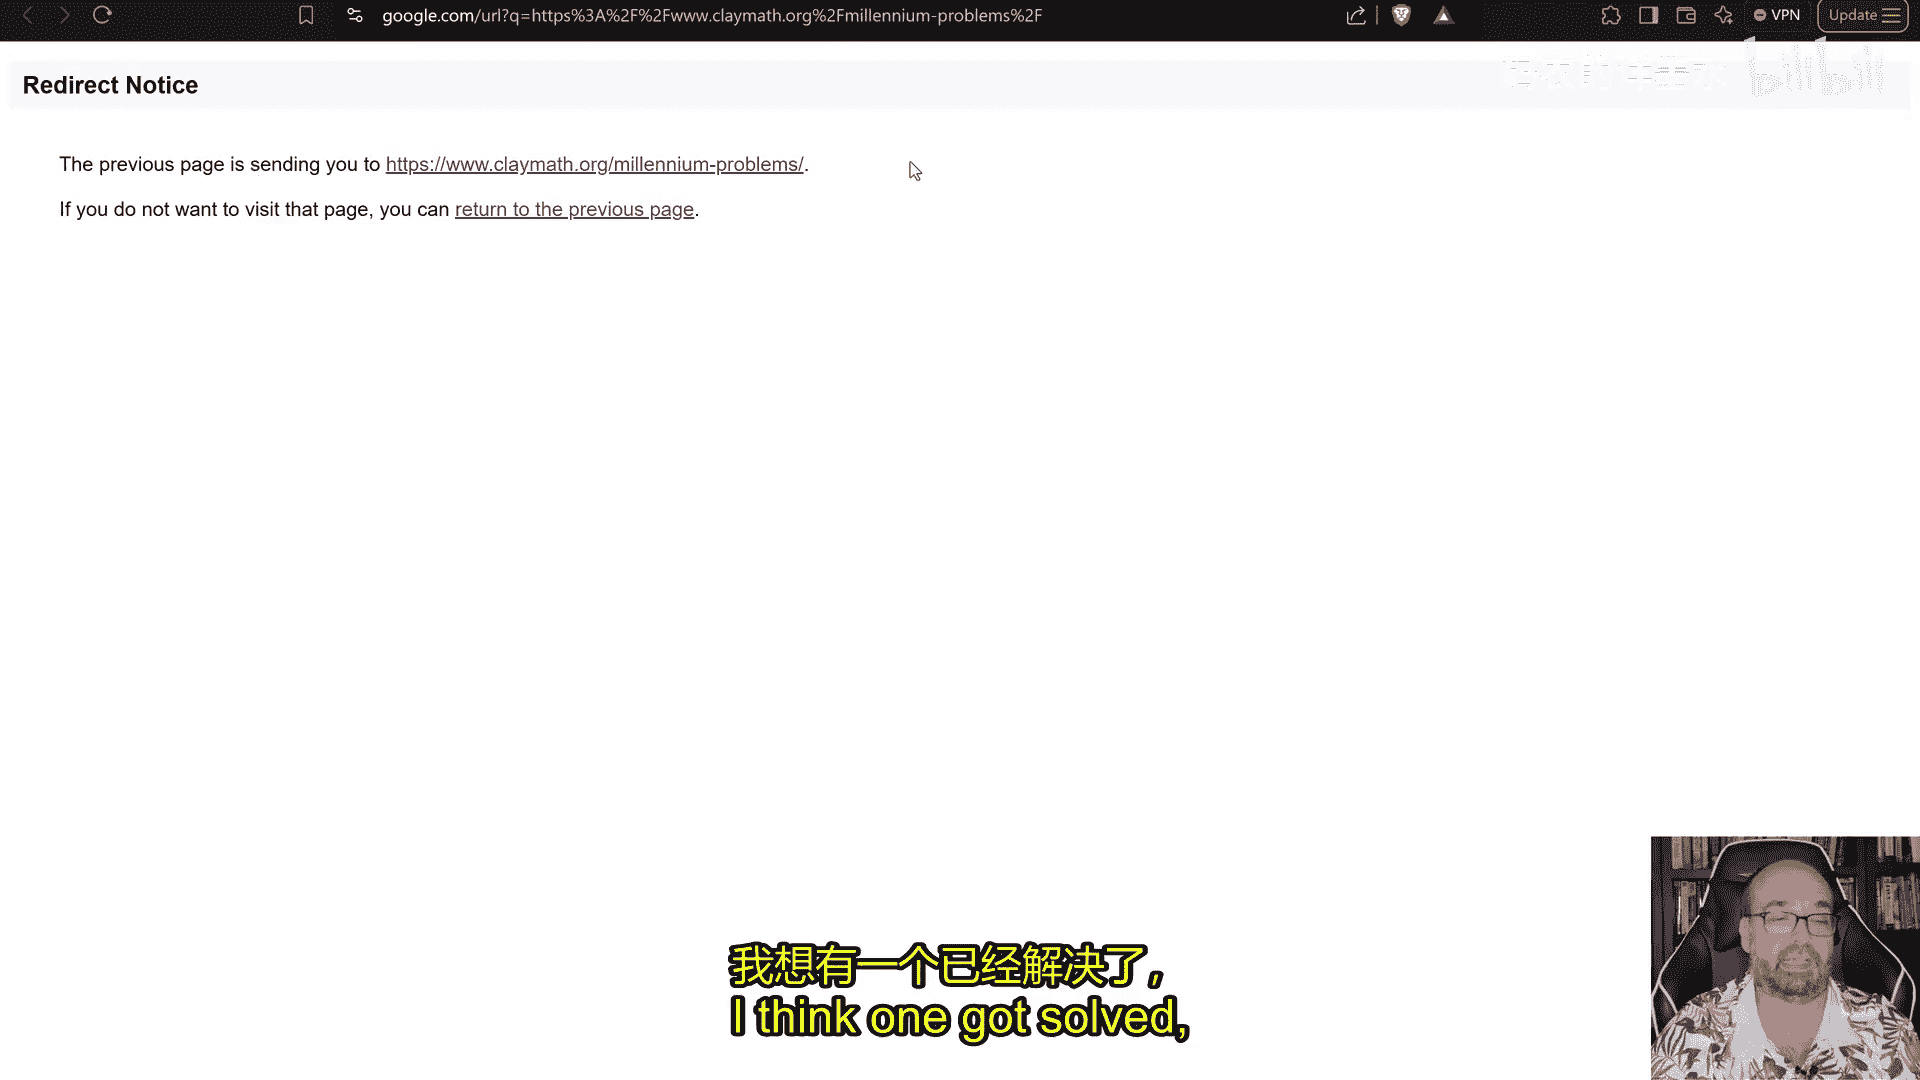 google.com/url?q=https%3A%2F%2Fwww.claymath.org%2Fmillennium-problems%2F
VPN
Update
Redirect Notice
bilibili
The previous page is sending you to https://www.claymath.org/millennium-problems/.
If you do not want to visit that page, you can return to the previous page.
我想有一个已经解决了,
I think one got solved,